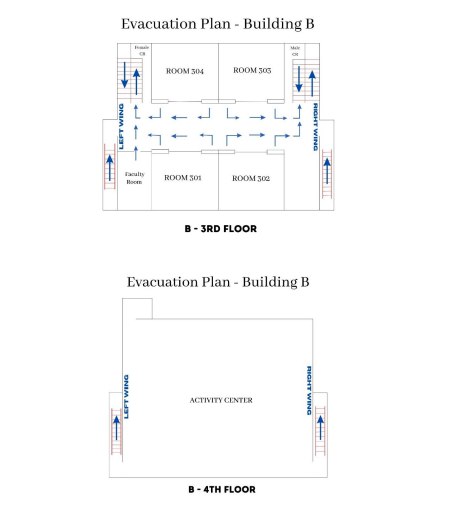 Evacuation Plan - Building B
Female
CR
Male
CR
ROOM 304
ROOM 303
LEFT WING
RIGHT WING
Faculty
Room
ROOM 301
ROOM 302
B - 3RD FLOOR
Evacuation Plan - Building B
LEFT WING
RIGHT WING
ACTIVITY CENTER
B - 4TH FLOOR